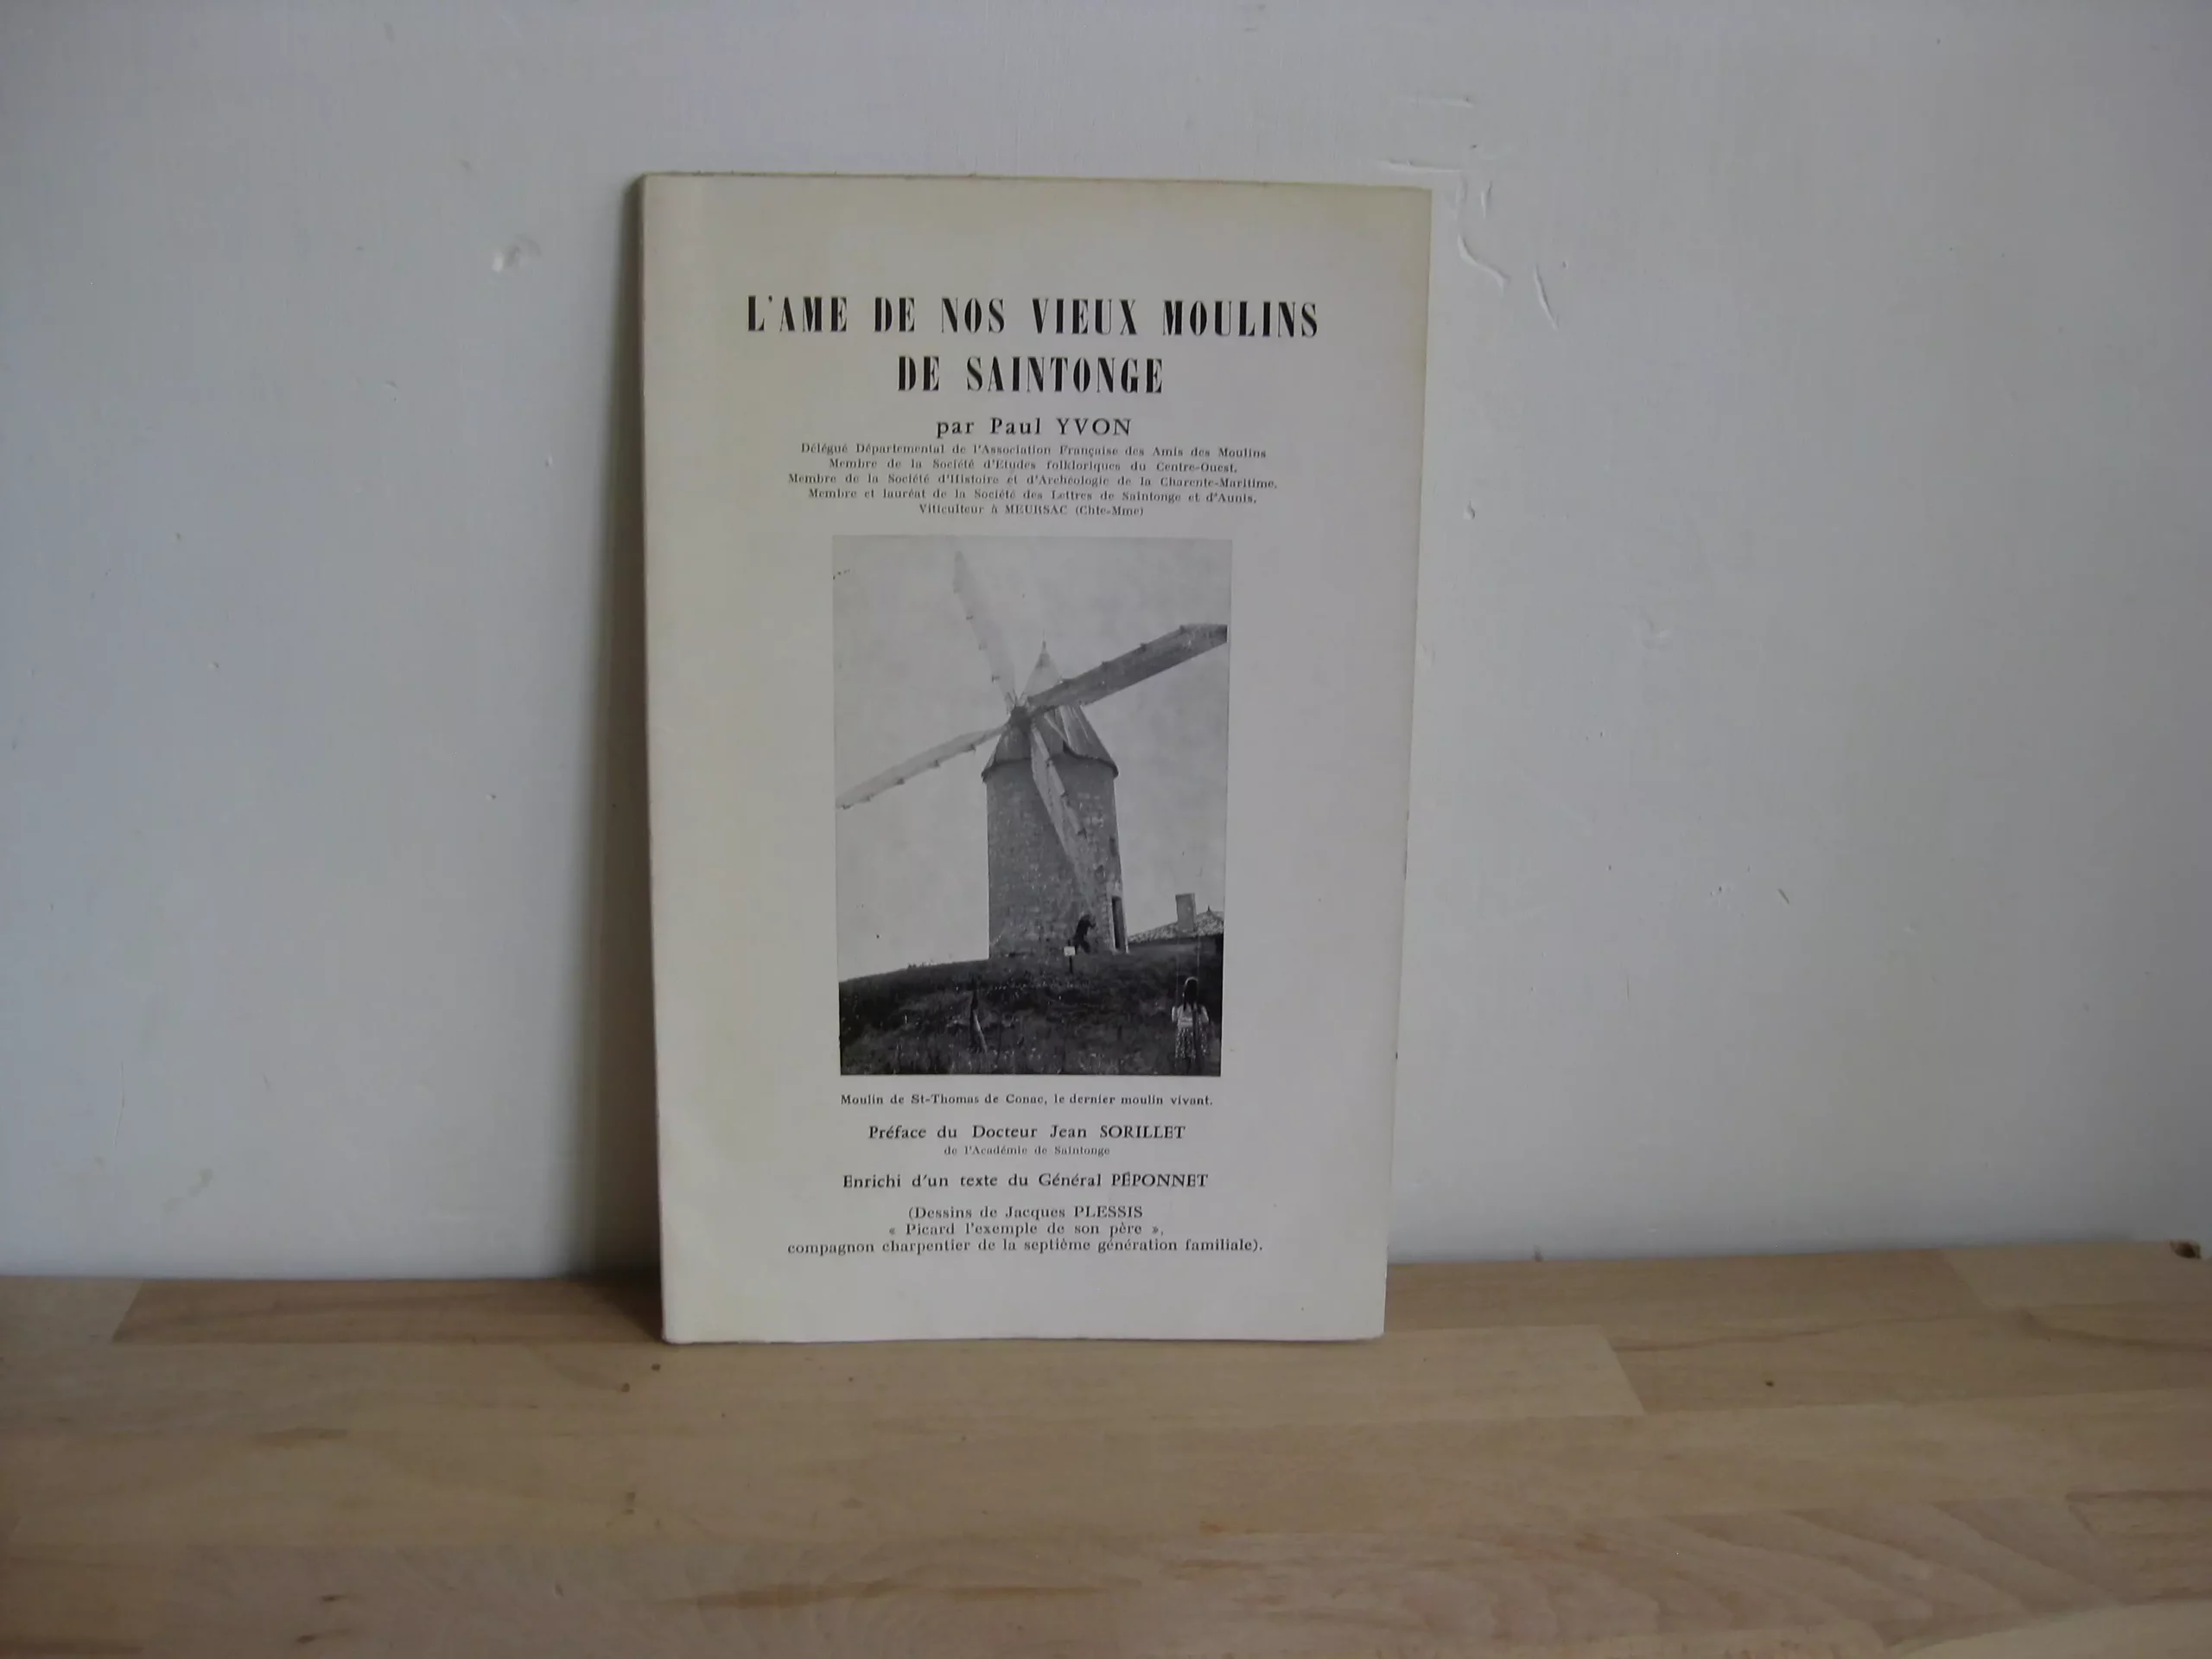 L'AME DE NOS VIEUX MOULINS
DE SAINTONGE
par Paul YVON
Délégué Départemental de l'Association Française des Amis des Moulins
Membre de la Société d'Etudes folkloriques du Centre-Ouest,
Membre de la Société d'Histoire et d'Archéologie de la Charente-Maritime,
Membre et lauréat de la Société des Lettres de Saintonge et d'Aunis,
Viticulteur à MEURSAC (Chte-Mme)
Moulin de St-Thomas de Conac, le dernier moulin vivant.
Préface du Docteur Jean SORILLET
de l'Académie de Saintonge
Enrichi d'un texte du Général PÉPONNET
(Dessins de Jacques PLESSIS
« Picard l'exemple de son père »,
compagnon charpentier de la septième génération familiale).